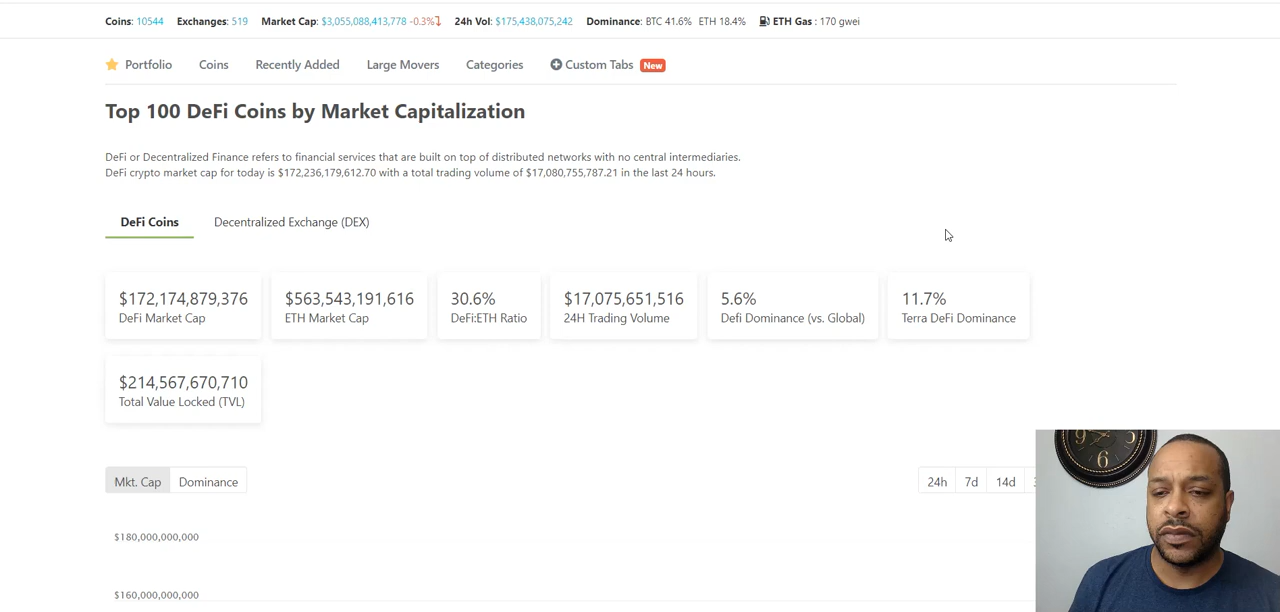 Coins: 10544 Exchanges: 519 Market Cap: $3,055,088,413,778 -0.3% 24h Vol: $175,438,075,242 Dominance: BTC 41.6% ETH 18.4% ETH Gas : 170 gwei
Portfolio Coins Recently Added Large Movers Categories Custom Tabs New
Top 100 DeFi Coins by Market Capitalization
DeFi or Decentralized Finance refers to financial services that are built on top of distributed networks with no central intermediaries.
DeFi crypto market cap for today is $172,236,179,612.70 with a total trading volume of $17,080,755,787.21 in the last 24 hours.
DeFi Coins Decentralized Exchange (DEX)
$172,174,879,376 $563,543,191,616 30.6% $17,075,651,516 5.6% 11.7%
DeFi Market Cap ETH Market Cap DeFi:ETH Ratio 24H Trading Volume Defi Dominance (vs. Global) Terra DeFi Dominance
$214,567,670,710
Total Value Locked (TVL)
Mkt. Cap Dominance 24h 7d 14d
$180,000,000,000
$160,000,000,000
9 6